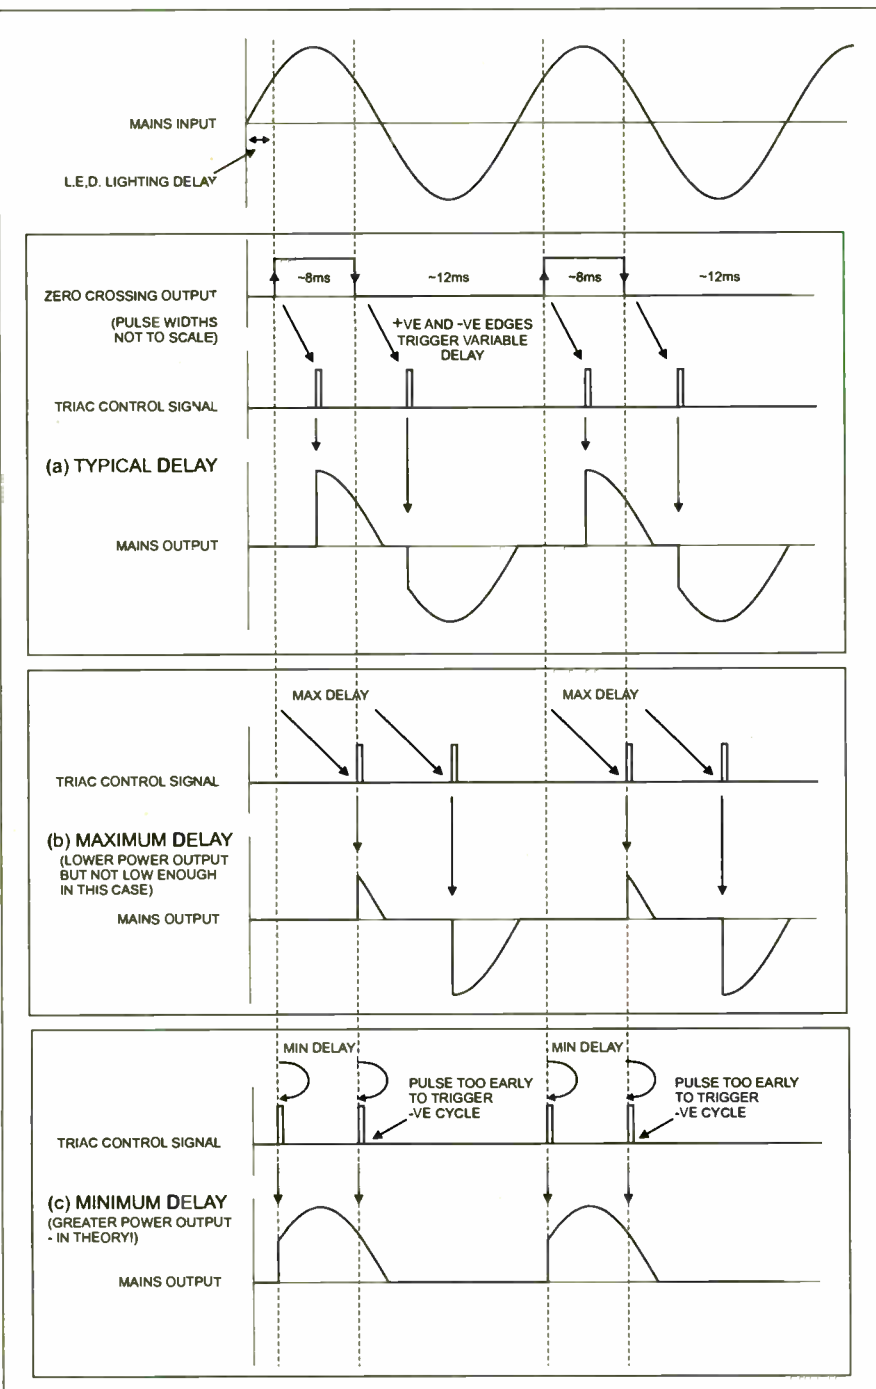 MAINS INPUT
L.E.D. LIGHTING DELAY
~8ms
~12ms
~8ms
~12ms
ZERO CROSSING OUTPUT
(PULSE WIDTHS
NOT TO SCALE)
+VE AND -VE EDGES
TRIGGER VARIABLE
DELAY
TRIAC CONTROL SIGNAL
(a) TYPICAL DELAY
MAINS OUTPUT
MAX DELAY
MAX DELAY
TRIAC CONTROL SIGNAL
(b) MAXIMUM DELAY
(LOWER POWER OUTPUT
BUT NOT LOW ENOUGH
IN THIS CASE)
MAINS OUTPUT
MIN DELAY
MIN DELAY
PULSE TOO EARLY
TO TRIGGER
-VE CYCLE
PULSE TOO EARLY
TO TRIGGER
-VE CYCLE
TRIAC CONTROL SIGNAL
(c) MINIMUM DELAY
(GREATER POWER OUTPUT
- IN THEORY!)
MAINS OUTPUT